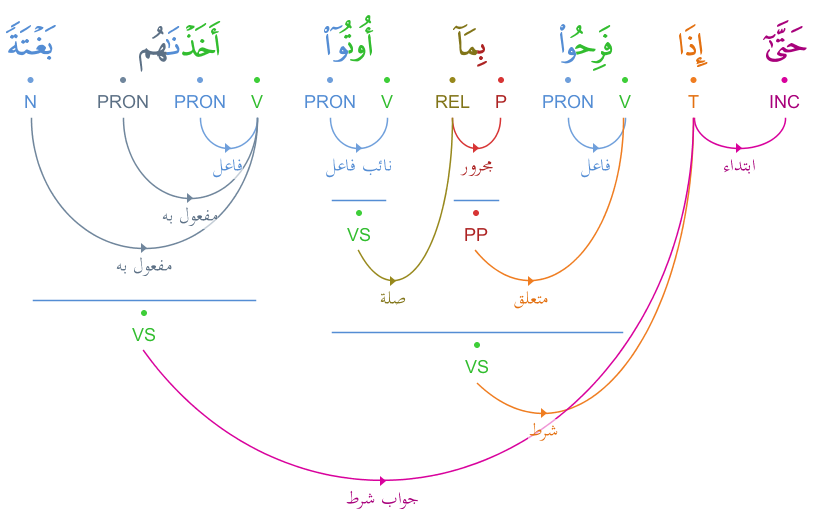 حَتَّىٰٓ إِذَا فَرِحُوا۟ بِمَآ أُوتُوٓا۟ أَخَذْنَٰهُم بَغْتَةً
INC T V PRON P REL V PRON V PRON PRON N
ابتداء فاعل مجرور نائب فاعل فاعل
مفعول به
VS PP
مفعول به
متعلق صلة
VS
VS
شرط
جواب شرط